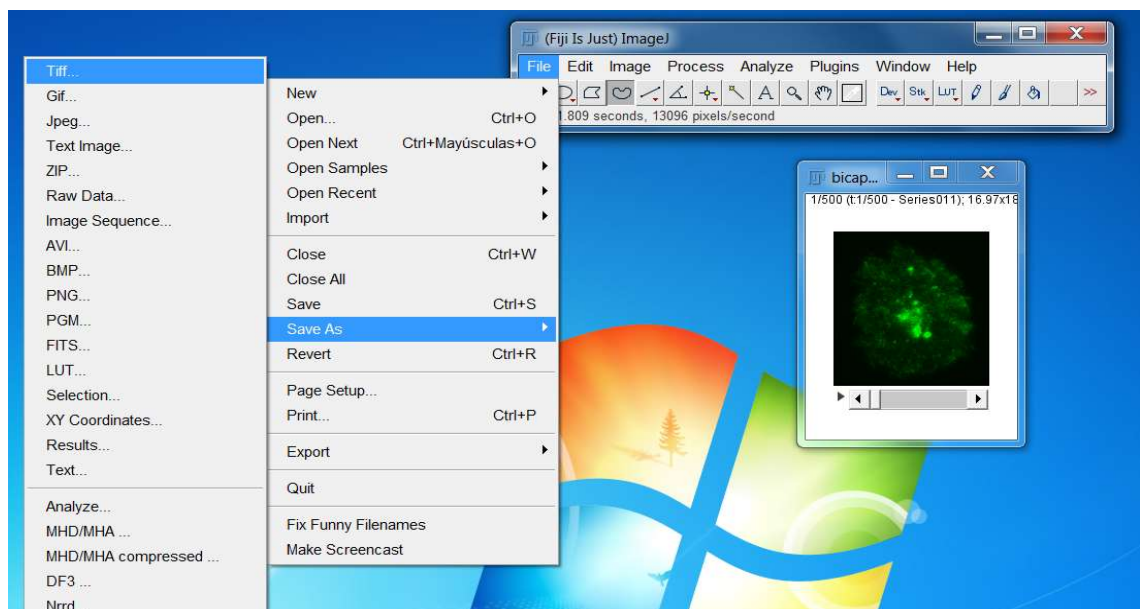 (Fiji Is Just) ImageJ
File Edit Image Process Analyze Plugins Window Help
Dev Stk LUT >>
1.809 seconds, 13096 pixels/second
Tiff...
Gif...
Jpeg...
Text Image...
ZIP...
Raw Data...
Image Sequence...
AVI...
BMP...
PNG...
PGM...
FITS...
LUT...
Selection...
XY Coordinates...
Results...
Text...
Analyze...
MHD/MHA ...
MHD/MHA compressed ...
DF3 ...
Nrrd
New
Open... Ctrl+O
Open Next Ctrl+Mayúsculas+O
Open Samples
Open Recent
Import
Close Ctrl+W
Close All
Save Ctrl+S
Save As
Revert Ctrl+R
Page Setup...
Print... Ctrl+P
Export
Quit
Fix Funny Filenames
Make Screencast
bicap...
1/500 (t:1/500 - Series011); 16.97x18